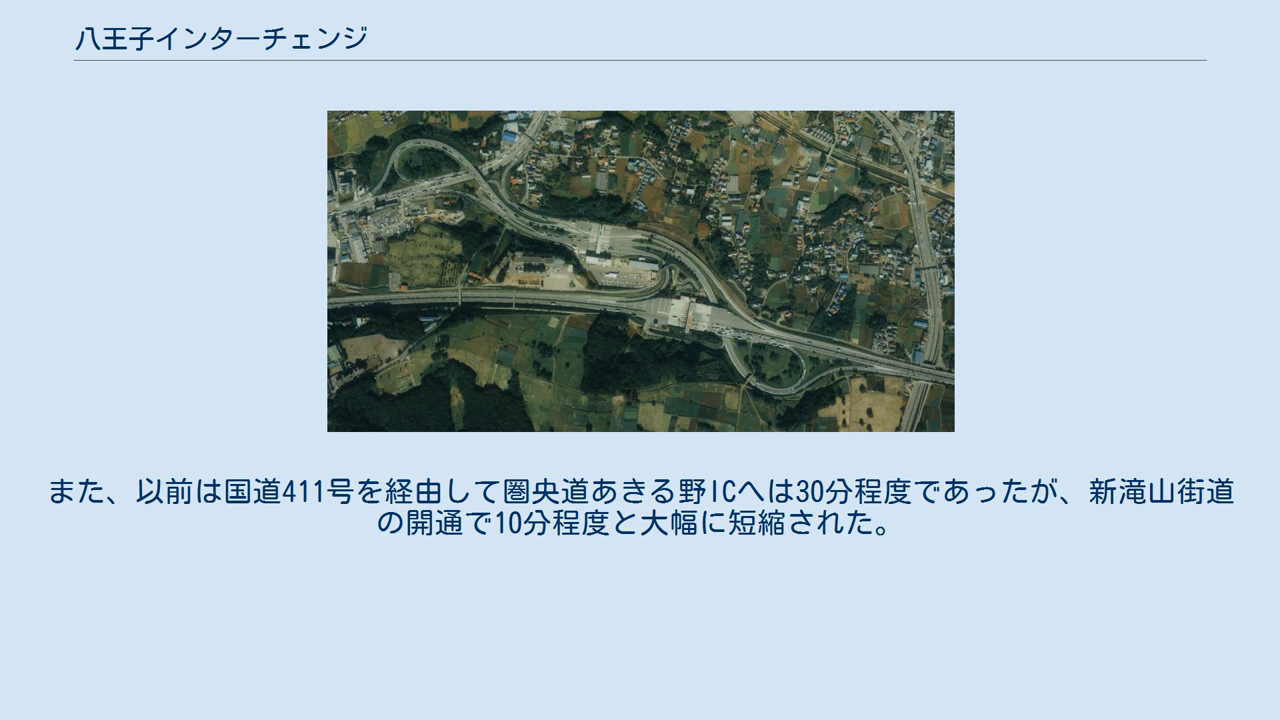 八王子インターチェンジ
また、以前は国道411号を経由して圏央道あきる野ICへは30分程度であったが、新滝山街道
の開通で10分程度と大幅に短縮された。